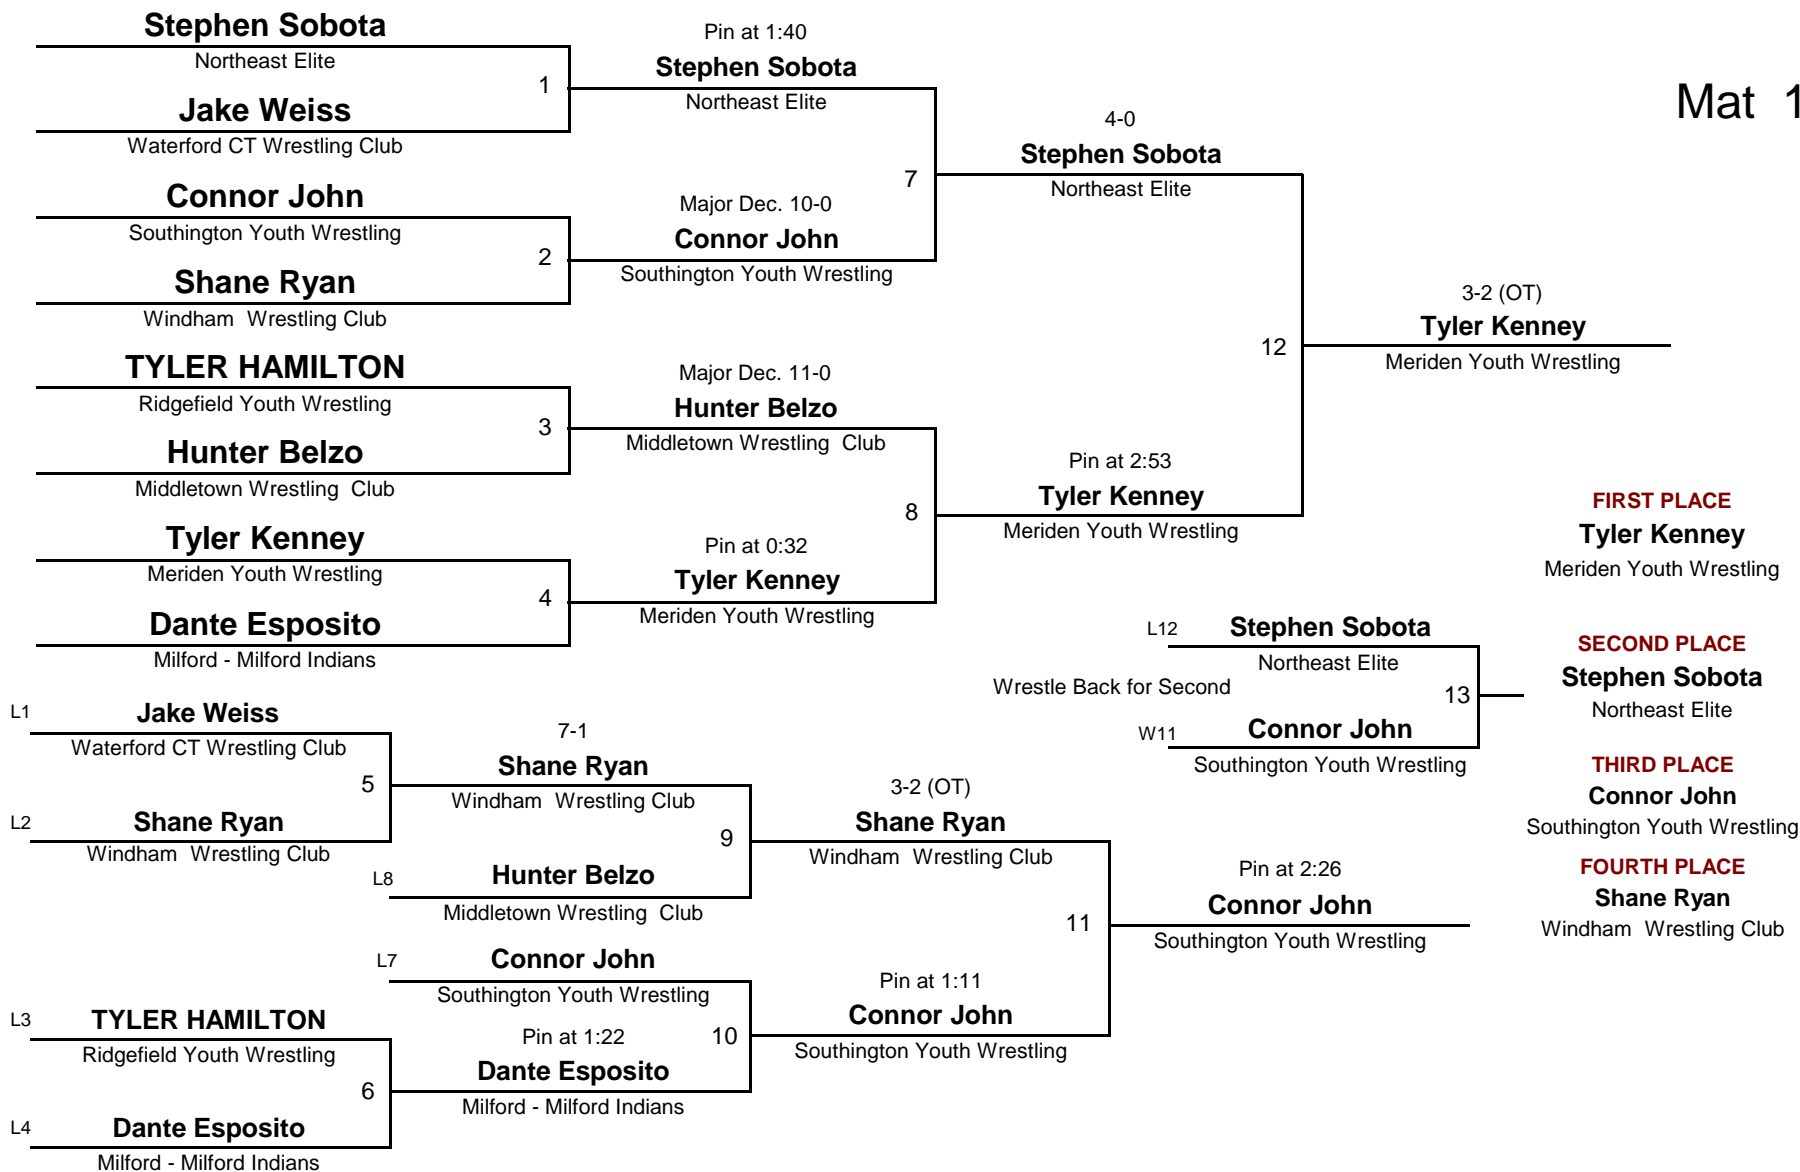 Stephen Sobota
Northeast Elite
1
Jake Weiss
Waterford CT Wrestling Club
Connor John
Southington Youth Wrestling
2
Shane Ryan
Windham  Wrestling Club
TYLER HAMILTON
Ridgefield Youth Wrestling
3
Hunter Belzo
Middletown Wrestling  Club
Tyler Kenney
Meriden Youth Wrestling
4
Dante Esposito
Milford - Milford Indians
Pin at 1:40
Stephen Sobota
Northeast Elite
7
Major Dec. 10-0
Connor John
Southington Youth Wrestling
Major Dec. 11-0
Hunter Belzo
Middletown Wrestling  Club
8
Pin at 0:32
Tyler Kenney
Meriden Youth Wrestling
4-0
Stephen Sobota
Northeast Elite
12
Pin at 2:53
Tyler Kenney
Meriden Youth Wrestling
Mat  1
3-2 (OT)
Tyler Kenney
Meriden Youth Wrestling
L1
Jake Weiss
Waterford CT Wrestling Club
5
L2
Shane Ryan
Windham  Wrestling Club
L3
TYLER HAMILTON
Ridgefield Youth Wrestling
6
L4
Dante Esposito
Milford - Milford Indians
7-1
Shane Ryan
Windham  Wrestling Club
9
L8
Hunter Belzo
Middletown Wrestling  Club
L7
Connor John
Southington Youth Wrestling
10
Pin at 1:22
Dante Esposito
Milford - Milford Indians
3-2 (OT)
Shane Ryan
Windham  Wrestling Club
11
Pin at 1:11
Connor John
Southington Youth Wrestling
Pin at 2:26
Connor John
Southington Youth Wrestling
L12
Stephen Sobota
Northeast Elite
Wrestle Back for Second
13
W11
Connor John
Southington Youth Wrestling
FIRST PLACE
Tyler Kenney
Meriden Youth Wrestling
SECOND PLACE
Stephen Sobota
Northeast Elite
THIRD PLACE
Connor John
Southington Youth Wrestling
FOURTH PLACE
Shane Ryan
Windham  Wrestling Club